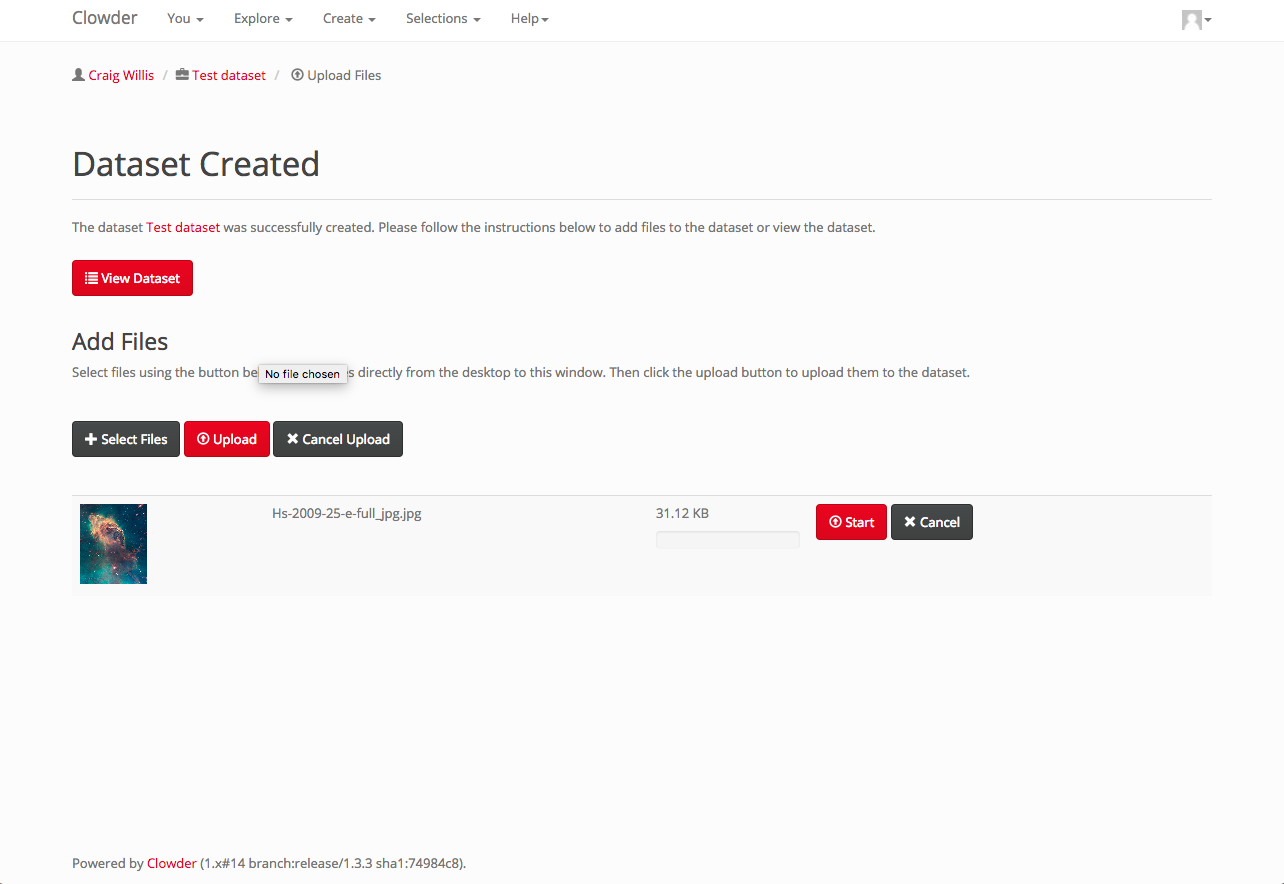 Clowder You Explore Create Selections Help
Craig Willis / Test dataset / Upload Files
Dataset Created
The dataset Test dataset was successfully created. Please follow the instructions below to add files to the dataset or view the dataset.
View Dataset
Add Files
Select files using the button be No file chosen s directly from the desktop to this window. Then click the upload button to upload them to the dataset.
Select Files Upload Cancel Upload
Hs-2009-25-e-full_jpg.jpg 31.12 KB Start Cancel
Powered by Clowder (1.x#14 branch:release/1.3.3 sha1:74984c8).